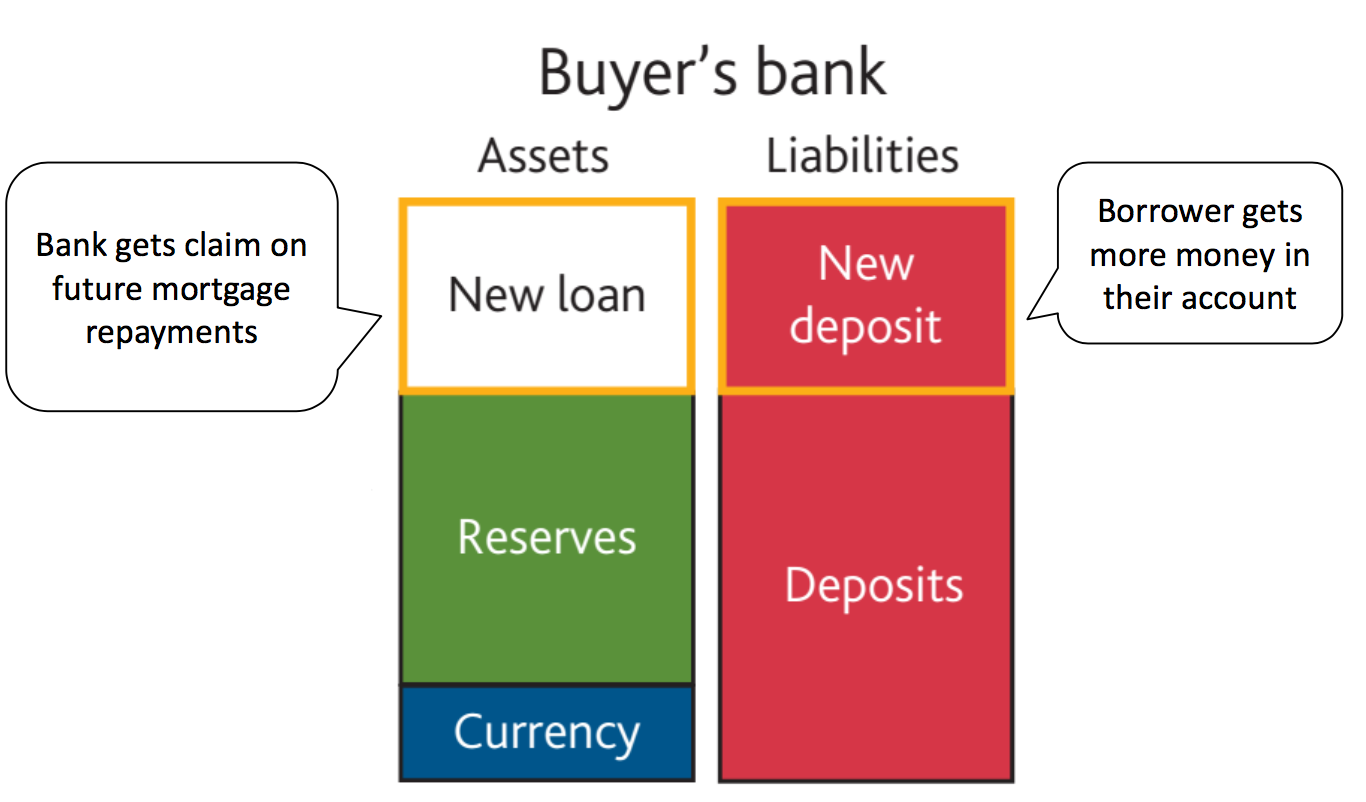 Buyer’s bank
Assets
Liabilities
Bank gets claim on
future mortgage
repayments
New loan
New
deposit
Borrower gets
more money in
their account
Reserves
Deposits
Currency